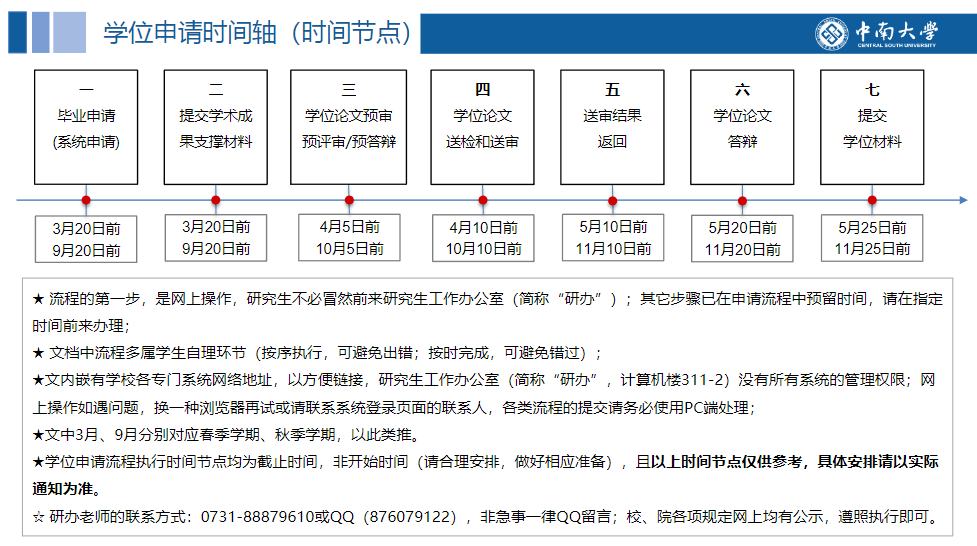 学位申请时间轴（时间节点）
中南大学
CENTRAL SOUTH UNIVERSITY
一
毕业申请
(系统申请)
二
提交学术成
果支撑材料
三
学位论文预审
预评审/预答辩
四
学位论文
送检和送审
五
送审结果
返回
六
学位论文
答辩
七
提交
学位材料
3月20日前
9月20日前
3月20日前
9月20日前
4月5日前
10月5日前
4月10日前
10月10日前
5月10日前
11月10日前
5月20日前
11月20日前
5月25日前
11月25日前
★ 流程的第一步，是网上操作，研究生不必冒然前来研究生工作办公室（简称“研办”）；其它步骤已在申请流程中预留时间，请在指定
时间前来办理；
★ 文档中流程多属学生自理环节（按序执行，可避免出错；按时完成，可避免错过）；
★文内嵌有学校各专门系统网络地址，以方便链接，研究生工作办公室（简称“研办”，计算机楼311-2）没有所有系统的管理权限；网
上操作如遇问题，换一种浏览器再试或请联系系统登录页面的联系人，各类流程的提交请务必使用PC端处理；
★文中3月、9月分别对应春季学期、秋季学期，以此类推。
★学位申请流程执行时间节点均为截止时间，非开始时间（请合理安排，做好相应准备），且以上时间节点仅供参考，具体安排请以实际
通知为准。
☆ 研办老师的联系方式：0731-88879610或QQ（876079122），非急事一律QQ留言；校、院各项规定网上均有公示，遵照执行即可。